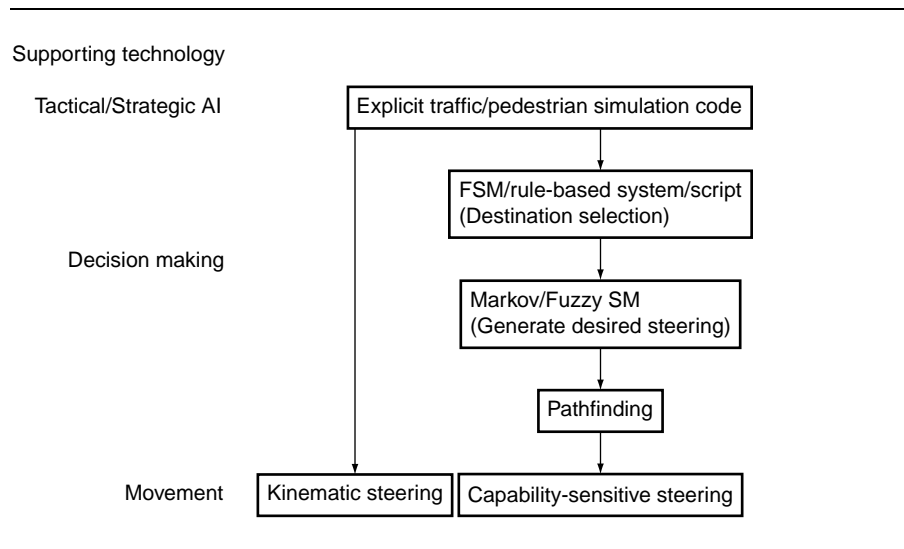 Supporting technology
Tactical/Strategic AI
Explicit traffic/pedestrian simulation code
FSM/rule-based system/script
(Destination selection)
Decision making
Markov/Fuzzy SM
(Generate desired steering)
Pathfinding
Movement
Kinematic steering
Capability-sensitive steering